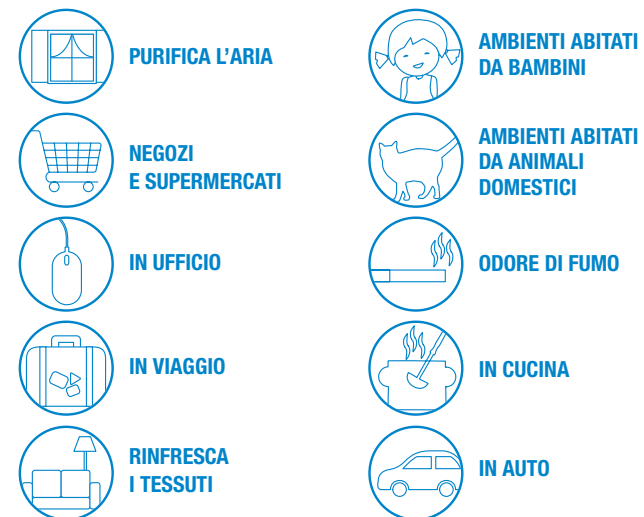 PURIFICA L’ARIA
NEGOZI
E SUPERMERCATI
IN UFFICIO
IN VIAGGIO
RINFRESCA
I TESSUTI
AMBIENTI ABITATI
DA BAMBINI
AMBIENTI ABITATI
DA ANIMALI
DOMESTICI
ODORE DI FUMO
IN CUCINA
IN AUTO